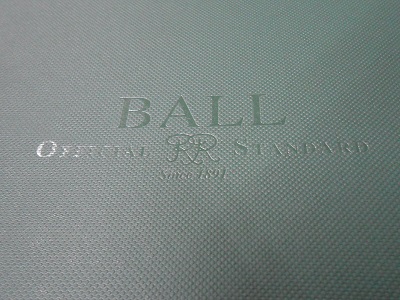 BALL
OFFICIAL RR STANDARD
Since 1891